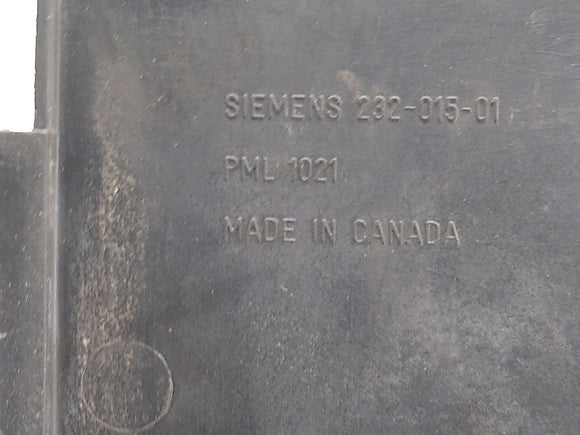 SIEMENS 232-015-01
PML 1021
MADE IN CANADA